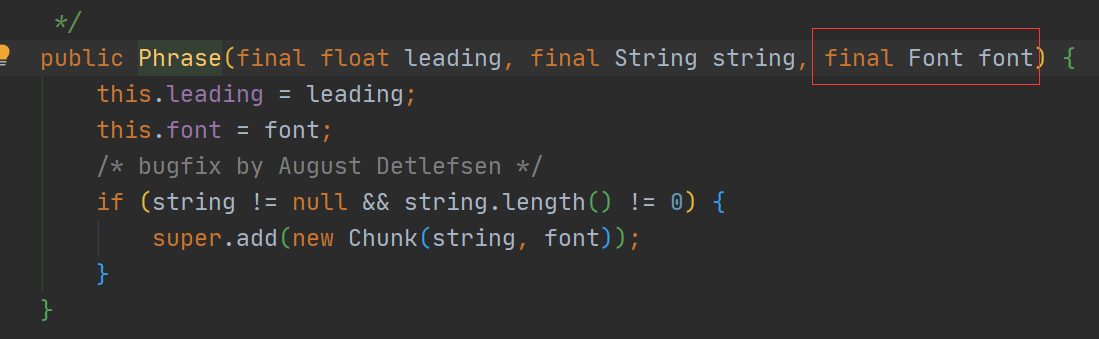 */
public Phrase(final float leading, final String string, final Font font) {
this.leading = leading;
this.font = font;
/* bugfix by August Detlefsen */
if (string != null && string.length() != 0) {
super.add(new Chunk(string, font));
}
}